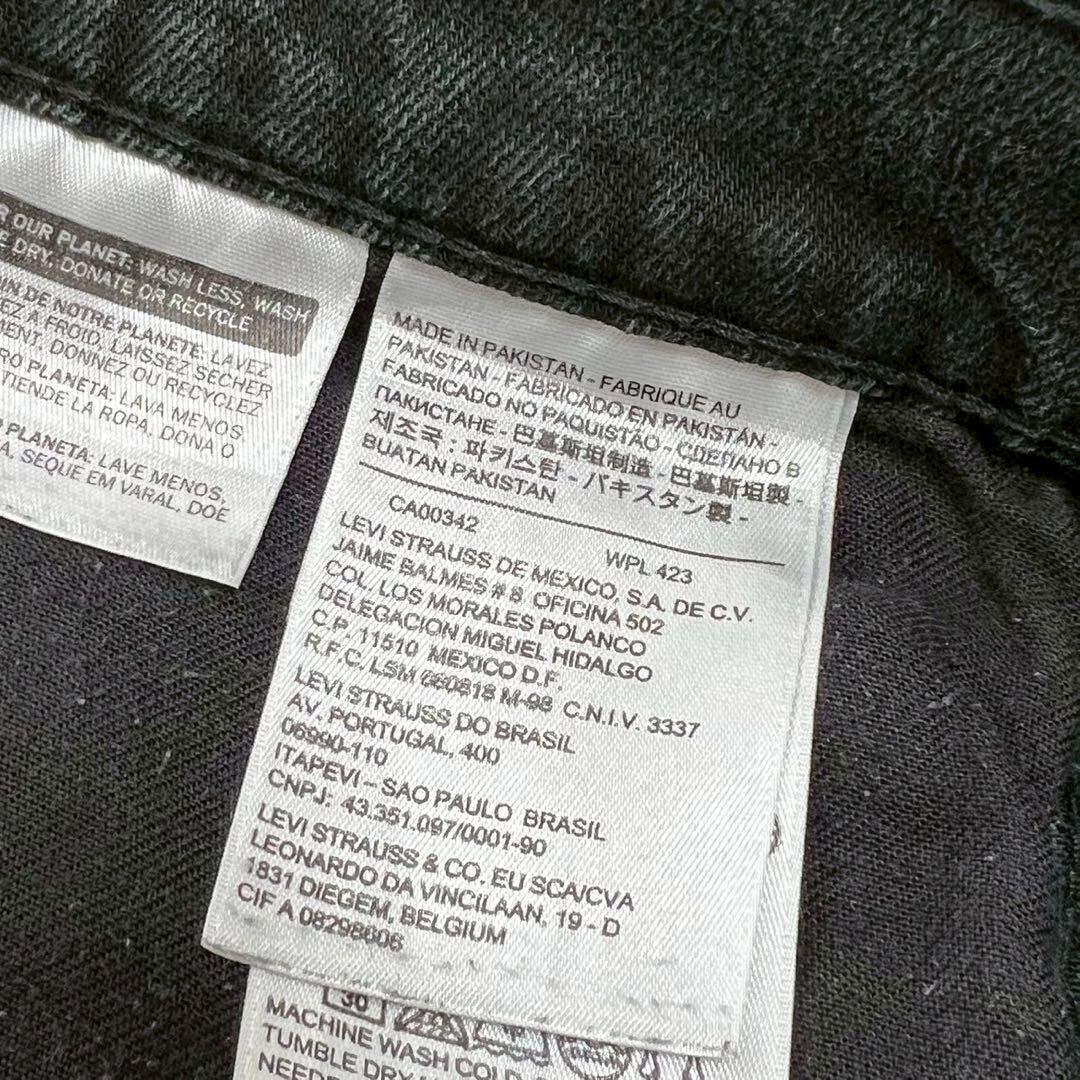 R OUR PLANET: WASH LESS, WASH
E DRY, DONATE OR RECYCLE
IN DE NOTRE PLANETE: LAVEZ
EZ A FROID, LAISSEZ SÉCHER
MENT, DONNEZ OU RECYCLEZ
RO PLANETA- LAVA MENOS,
TIENDE LA ROPA, DONA O
O PLANETA: LAVE MENOS,
A, SEQUE EM VARAL, DOE
MADE IN PAKISTAN - FABRIQUE AU
PAKISTAN - FABRICADO EN PAKISTÁN -
FABRICADO NO PAQUISTÃO - СДЕЛАНО В
ПАКИСТАНЕ - 巴基斯坦制造 - 巴基斯坦製 -
제조국 : 파키스탄 - パキスタン製 -
BUATAN PAKISTAN
CA00342 WPL 423
LEVI STRAUSS DE MEXICO, S.A. DE C.V.
JAIME BALMES # 8 OFICINA 502
COL. LOS MORALES POLANCO
DELEGACION MIGUEL HIDALGO
C.P. 11510 MEXICO D.F.
R.F.C. LSM 680818 M-98 C.N.I.V. 3337
LEVI STRAUSS DO BRASIL
AV. PORTUGAL, 400
06990-110
ITAPEVI – SAO PAULO BRASIL
CNPJ: 43.351.097/0001-90
LEVI STRAUSS & CO. EU SCA/CVA
LEONARDO DA VINCILAAN, 19 - D
1831 DIEGEM, BELGIUM
CIF A 08298606
30
MACHINE WASH COLD
TUMBLE DRY
NEEDE